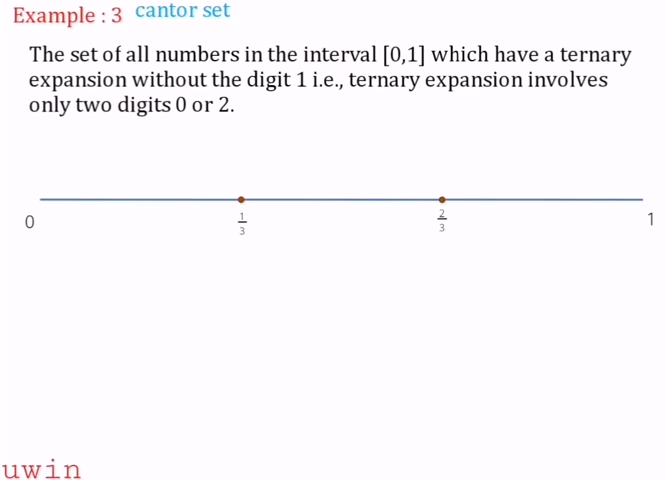 Example : 3 cantor set
The set of all numbers in the interval [0,1] which have a ternary
expansion without the digit 1 i.e., ternary expansion involves
only two digits 0 or 2.
0 1/3 2/3 1
uwin